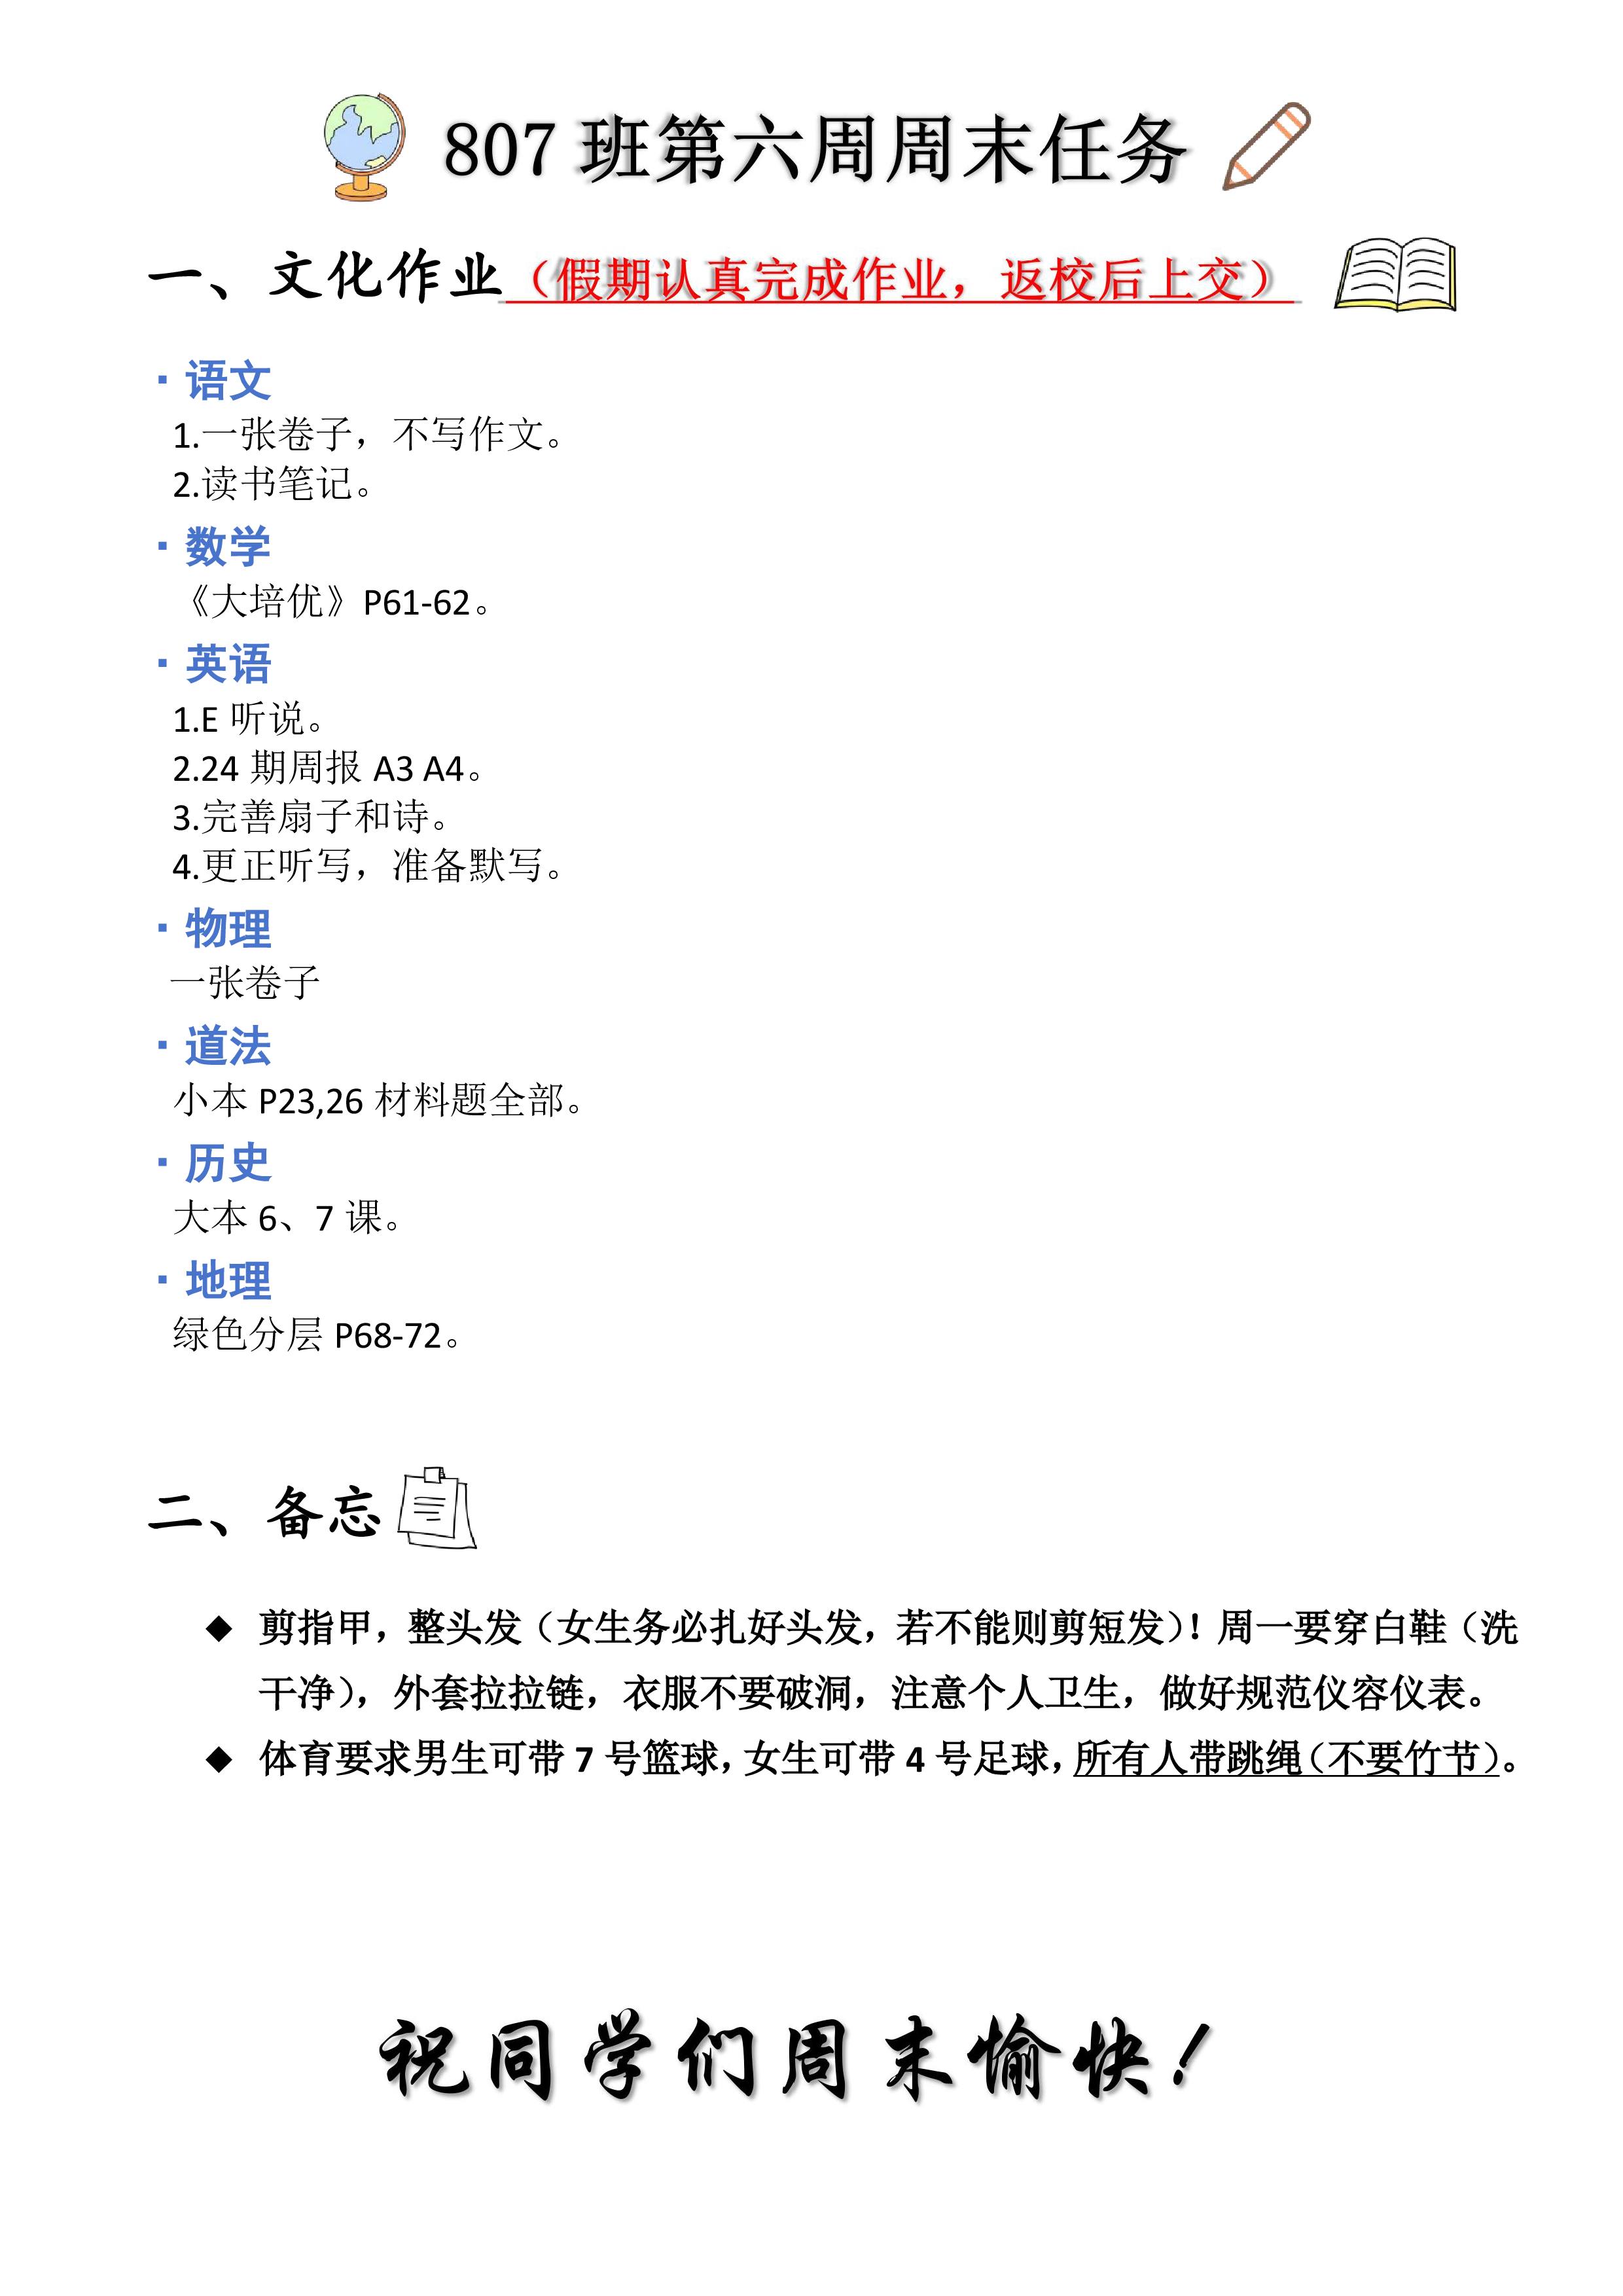 807 班第六周周末任务
一、文化作业（假期认真完成作业，返校后上交）
· 语文
1.一张卷子，不写作文。
2.读书笔记。
· 数学
《大培优》P61-62。
· 英语
1.E 听说。
2.24 期周报 A3 A4。
3.完善扇子和诗。
4.更正听写，准备默写。
· 物理
一张卷子
· 道法
小本 P23,26 材料题全部。
· 历史
大本 6、7 课。
· 地理
绿色分层 P68-72。
二、备忘
◆ 剪指甲，整头发（女生务必扎好头发，若不能则剪短发）！周一要穿白鞋（洗
干净），外套拉拉链，衣服不要破洞，注意个人卫生，做好规范仪容仪表。
◆ 体育要求男生可带 7 号篮球，女生可带 4 号足球，所有人带跳绳（不要竹节）。
祝同学们周末愉快！